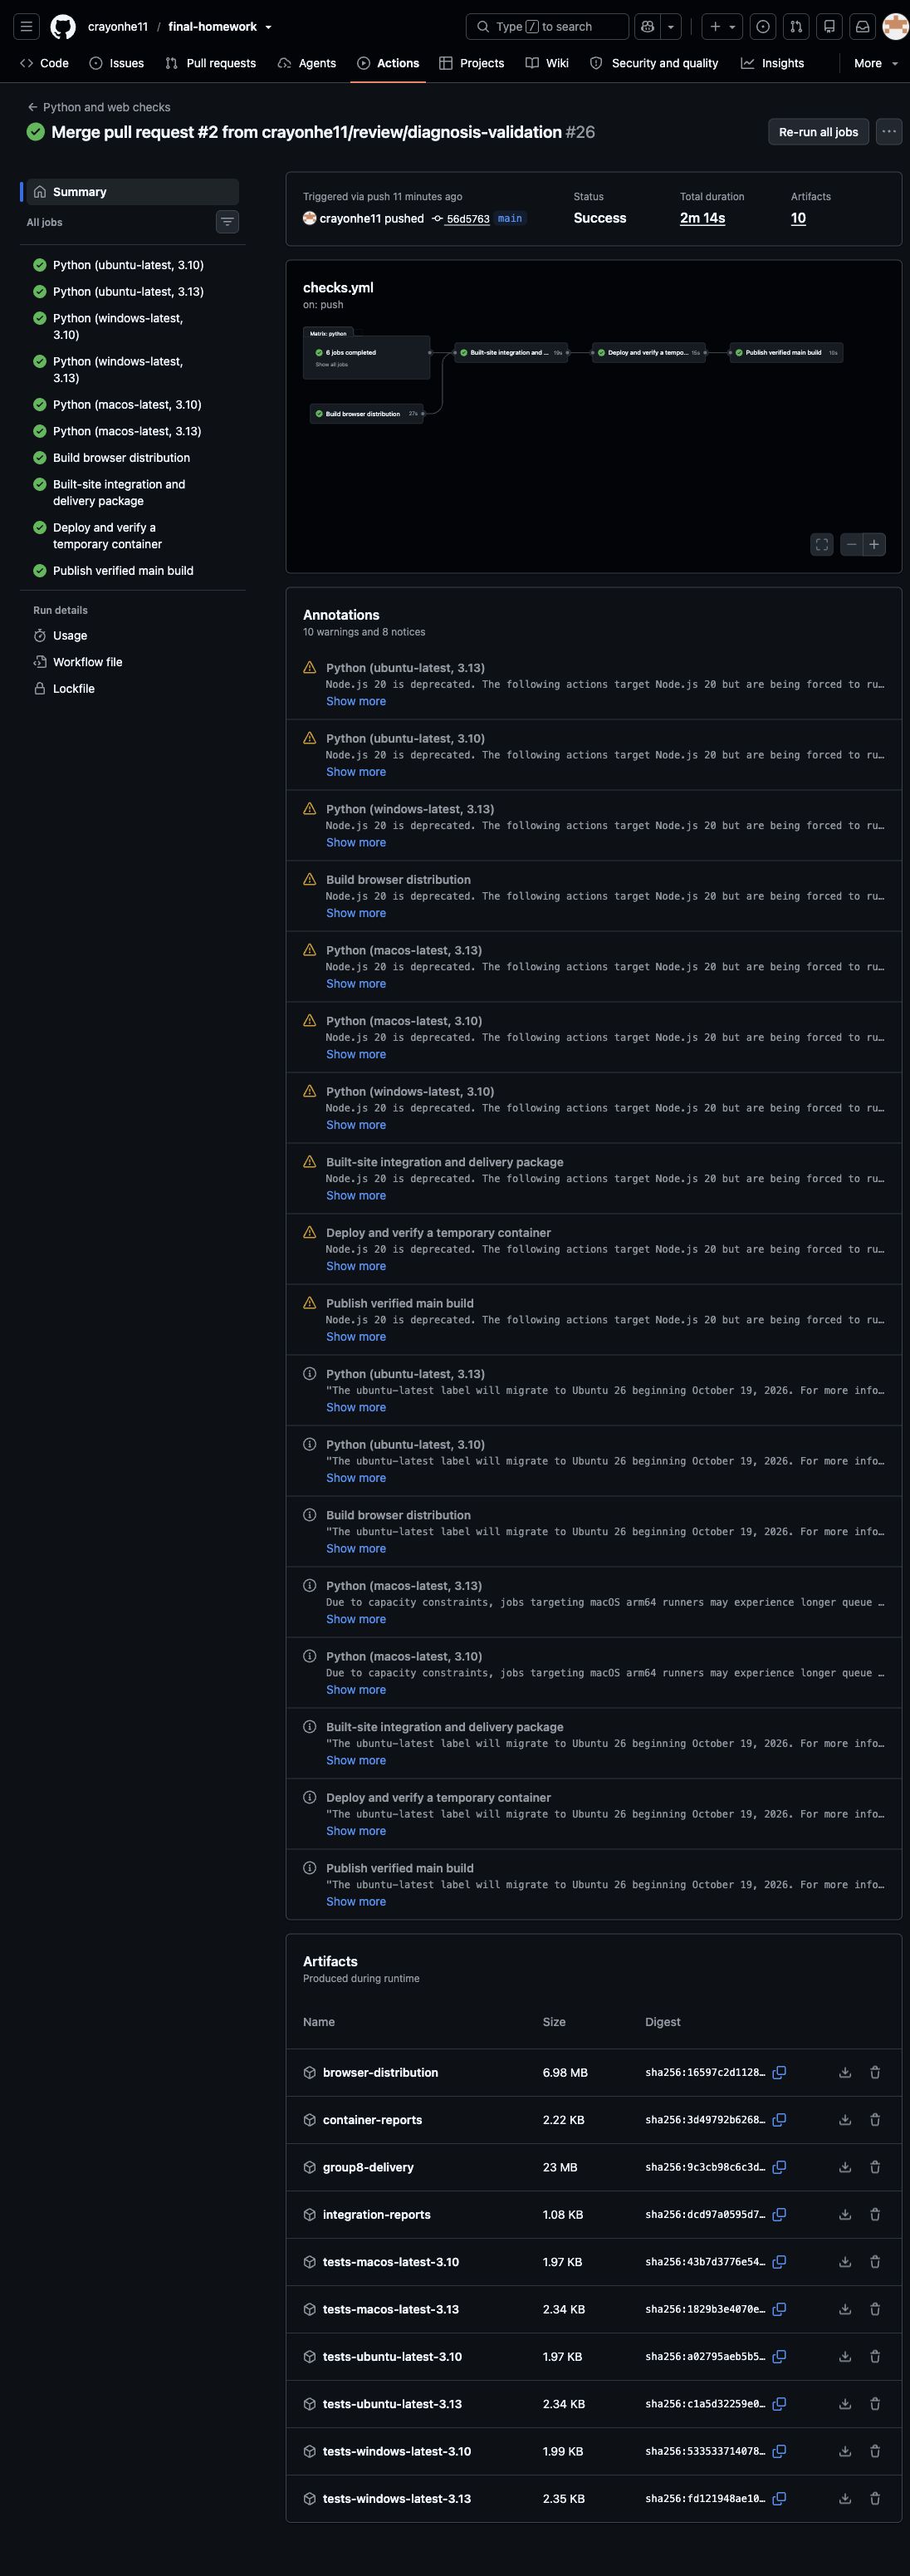 crayonhe11 / final-homework
Type / to search
Code
Issues
Pull requests
Agents
Actions
Projects
Wiki
Security and quality
Insights
More
← Python and web checks
Merge pull request #2 from crayonhe11/review/diagnosis-validation #26
Re-run all jobs
Summary
All jobs
Python (ubuntu-latest, 3.10)
Python (ubuntu-latest, 3.13)
Python (windows-latest,
3.10)
Python (windows-latest,
3.13)
Python (macos-latest, 3.10)
Python (macos-latest, 3.13)
Build browser distribution
Built-site integration and
delivery package
Deploy and verify a
temporary container
Publish verified main build
Run details
Usage
Workflow file
Lockfile
Triggered via push 11 minutes ago
crayonhe11 pushed 56d5763 main
Status
Success
Total duration
2m 14s
Artifacts
10
checks.yml
on: push
Matrix: python
6 jobs completed
Show all jobs
Built-site integration and ... 19s
Deploy and verify a tempo... 15s
Publish verified main build 10s
Build browser distribution 27s
Annotations
10 warnings and 8 notices
Python (ubuntu-latest, 3.13)
Node.js 20 is deprecated. The following actions target Node.js 20 but are being forced to ru…
Show more
Python (ubuntu-latest, 3.10)
Node.js 20 is deprecated. The following actions target Node.js 20 but are being forced to ru…
Show more
Python (windows-latest, 3.13)
Node.js 20 is deprecated. The following actions target Node.js 20 but are being forced to ru…
Show more
Build browser distribution
Node.js 20 is deprecated. The following actions target Node.js 20 but are being forced to ru…
Show more
Python (macos-latest, 3.13)
Node.js 20 is deprecated. The following actions target Node.js 20 but are being forced to ru…
Show more
Python (macos-latest, 3.10)
Node.js 20 is deprecated. The following actions target Node.js 20 but are being forced to ru…
Show more
Python (windows-latest, 3.10)
Node.js 20 is deprecated. The following actions target Node.js 20 but are being forced to ru…
Show more
Built-site integration and delivery package
Node.js 20 is deprecated. The following actions target Node.js 20 but are being forced to ru…
Show more
Deploy and verify a temporary container
Node.js 20 is deprecated. The following actions target Node.js 20 but are being forced to ru…
Show more
Publish verified main build
Node.js 20 is deprecated. The following actions target Node.js 20 but are being forced to ru…
Show more
Python (ubuntu-latest, 3.13)
"The ubuntu-latest label will migrate to Ubuntu 26 beginning October 19, 2026. For more info…
Show more
Python (ubuntu-latest, 3.10)
"The ubuntu-latest label will migrate to Ubuntu 26 beginning October 19, 2026. For more info…
Show more
Build browser distribution
"The ubuntu-latest label will migrate to Ubuntu 26 beginning October 19, 2026. For more info…
Show more
Python (macos-latest, 3.13)
Due to capacity constraints, jobs targeting macOS arm64 runners may experience longer queue …
Show more
Python (macos-latest, 3.10)
Due to capacity constraints, jobs targeting macOS arm64 runners may experience longer queue …
Show more
Built-site integration and delivery package
"The ubuntu-latest label will migrate to Ubuntu 26 beginning October 19, 2026. For more info…
Show more
Deploy and verify a temporary container
"The ubuntu-latest label will migrate to Ubuntu 26 beginning October 19, 2026. For more info…
Show more
Publish verified main build
"The ubuntu-latest label will migrate to Ubuntu 26 beginning October 19, 2026. For more info…
Show more
Artifacts
Produced during runtime
Name Size Digest
browser-distribution 6.98 MB sha256:16597c2d1128…
container-reports 2.22 KB sha256:3d49792b6268…
group8-delivery 23 MB sha256:9c3cb98c6c3d…
integration-reports 1.08 KB sha256:dcd97a0595d7…
tests-macos-latest-3.10 1.97 KB sha256:43b7d3776e54…
tests-macos-latest-3.13 2.34 KB sha256:1829b3e4070e…
tests-ubuntu-latest-3.10 1.97 KB sha256:a02795aeb5b5…
tests-ubuntu-latest-3.13 2.34 KB sha256:c1a5d32259e0…
tests-windows-latest-3.10 1.99 KB sha256:533533714078…
tests-windows-latest-3.13 2.35 KB sha256:fd121948ae10…